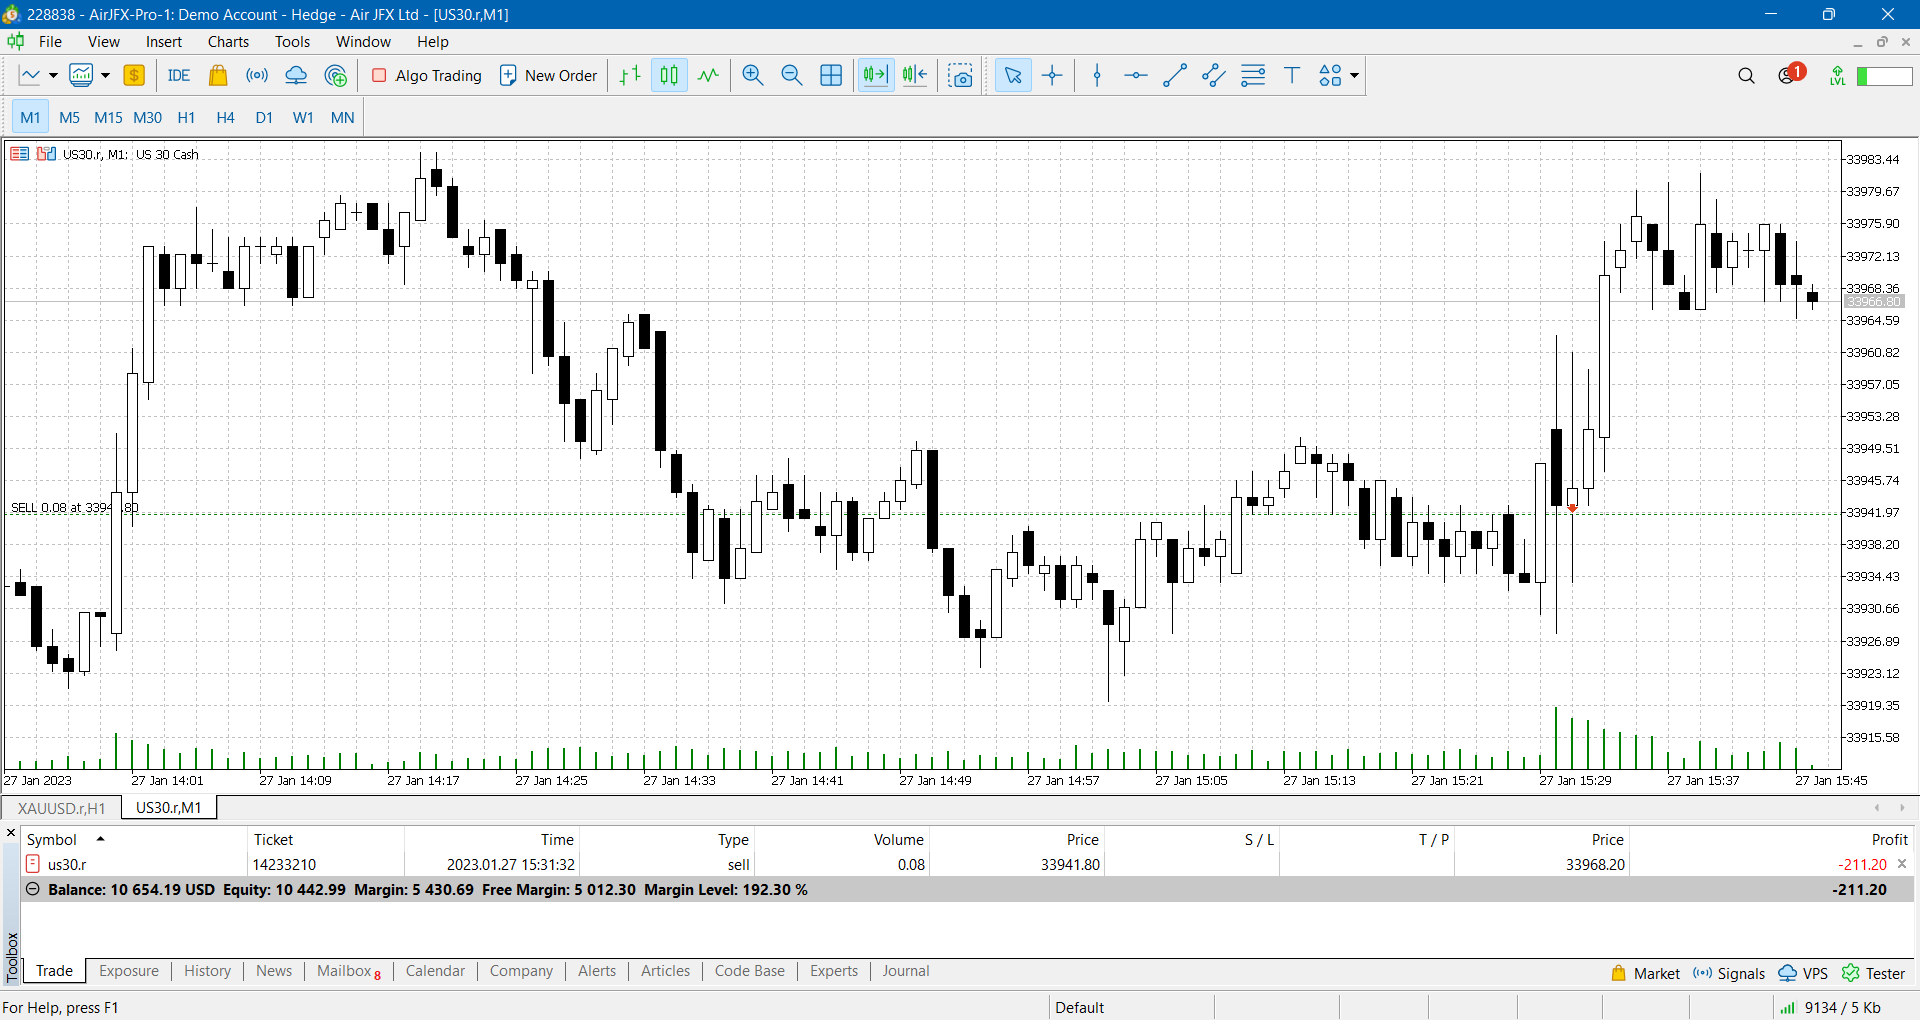 228838 - AirJFX-Pro-1: Demo Account - Hedge - Air JFX Ltd - [US30.r,M1]
File View Insert Charts Tools Window Help
IDE Algo Trading New Order 1 LVL
M1 M5 M15 M30 H1 H4 D1 W1 MN
US30.r, M1: US 30 Cash
33983.44
33979.67
33975.90
33972.13
33968.36
33966.80
33964.59
33960.82
33957.05
33953.28
33949.51
33945.74
SELL 0.08 at 33941.80
33941.97
33938.20
33934.43
33930.66
33926.89
33923.12
33919.35
33915.58
27 Jan 2023 27 Jan 14:01 27 Jan 14:09 27 Jan 14:17 27 Jan 14:25 27 Jan 14:33 27 Jan 14:41 27 Jan 14:49 27 Jan 14:57 27 Jan 15:05 27 Jan 15:13 27 Jan 15:21 27 Jan 15:29 27 Jan 15:37 27 Jan 15:45
XAUUSD.r,H1 US30.r,M1
Symbol Ticket Time Type Volume Price S / L T / P Price Profit
us30.r 14233210 2023.01.27 15:31:32 sell 0.08 33941.80 33968.20 -211.20
Balance: 10 654.19 USD Equity: 10 442.99 Margin: 5 430.69 Free Margin: 5 012.30 Margin Level: 192.30 % -211.20
Toolbox
Trade Exposure History News Mailbox 8 Calendar Company Alerts Articles Code Base Experts Journal Market Signals VPS Tester
For Help, press F1 Default 9134 / 5 Kb